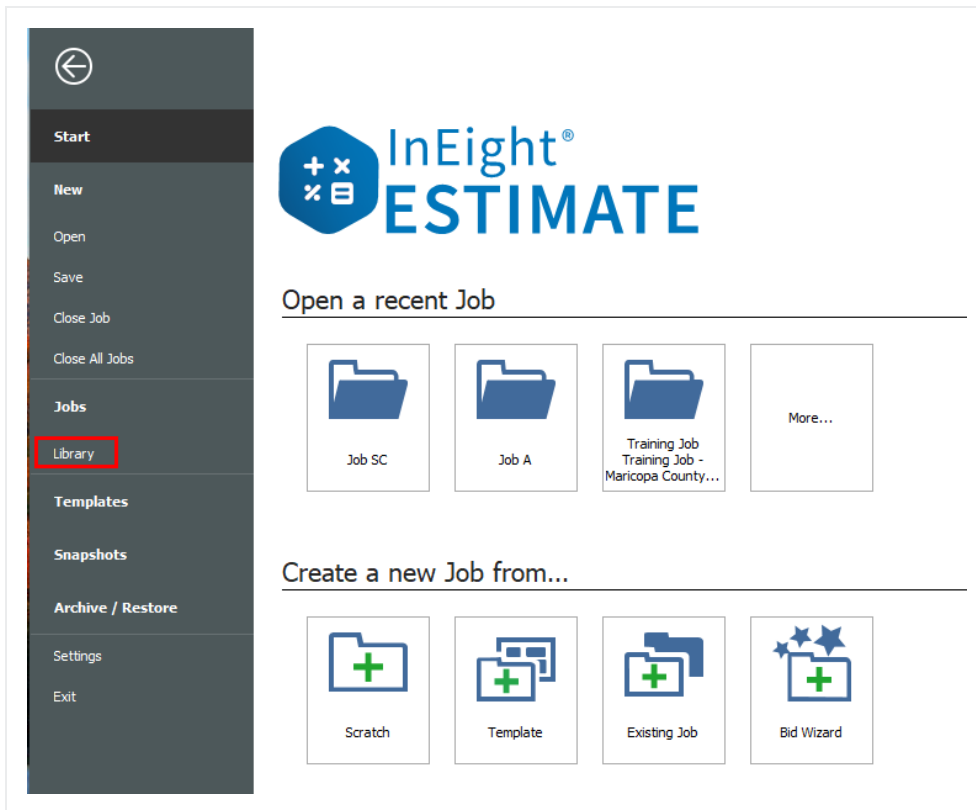 Start
New
Open
Save
Close Job
Close All Jobs
Jobs
Library
Templates
Snapshots
Archive / Restore
Settings
Exit
InEight®
ESTIMATE
Open a recent Job
Job SC
Job A
Training Job
Training Job -
Maricopa County...
More...
Create a new Job from...
Scratch
Template
Existing Job
Bid Wizard